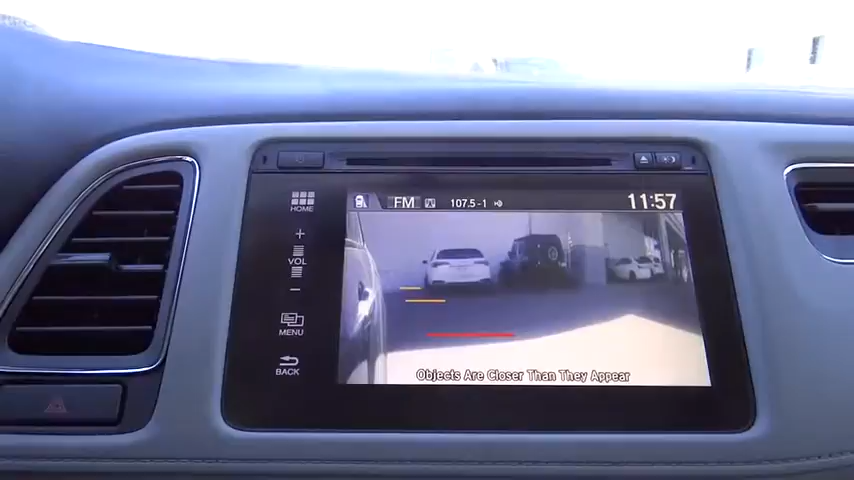 HOME
FM 107.5-1 11:57
+
VOL
-
MENU
BACK
Objects Are Closer Than They Appear